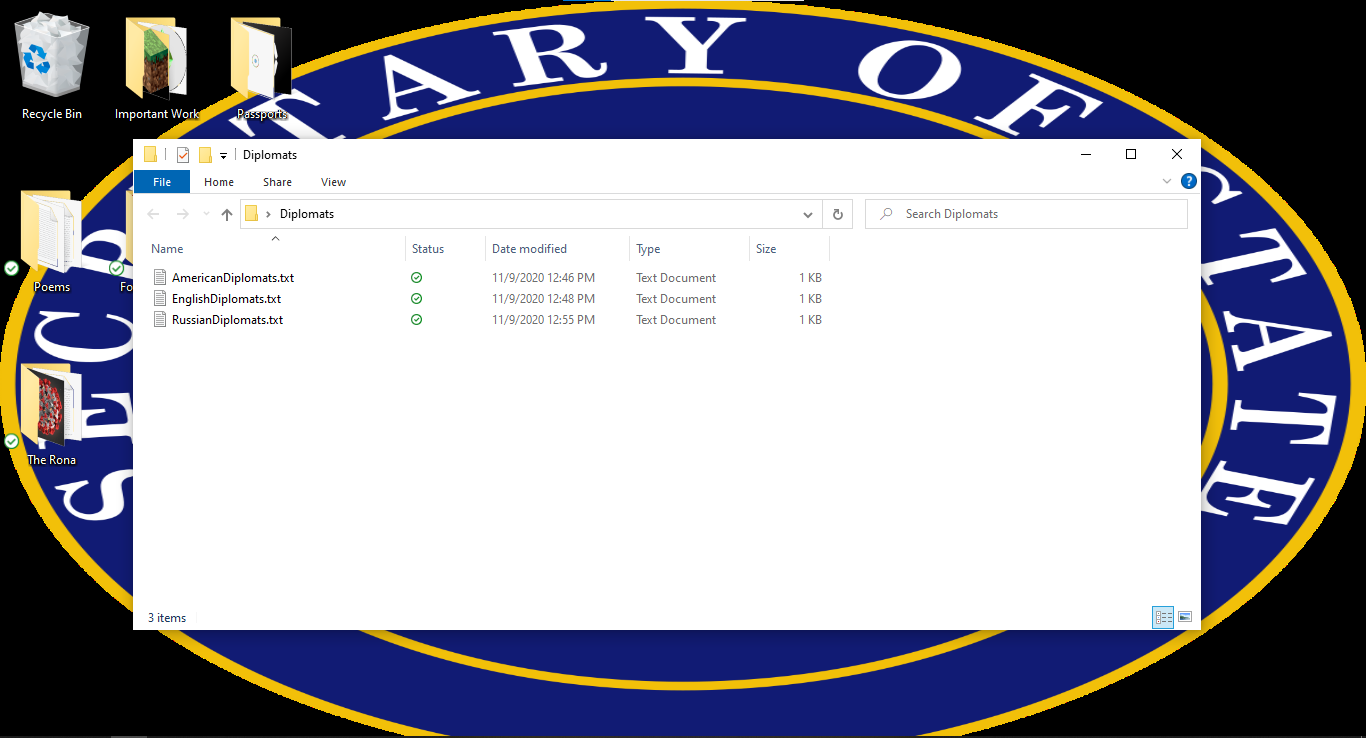 SECRETARY OF STATE
Recycle Bin
Important Work
Passports
Poems
Fo
The Rona
Diplomats
File Home Share View
Diplomats
Search Diplomats
Name Status Date modified Type Size
AmericanDiplomats.txt 11/9/2020 12:46 PM Text Document 1 KB
EnglishDiplomats.txt 11/9/2020 12:48 PM Text Document 1 KB
RussianDiplomats.txt 11/9/2020 12:55 PM Text Document 1 KB
3 items